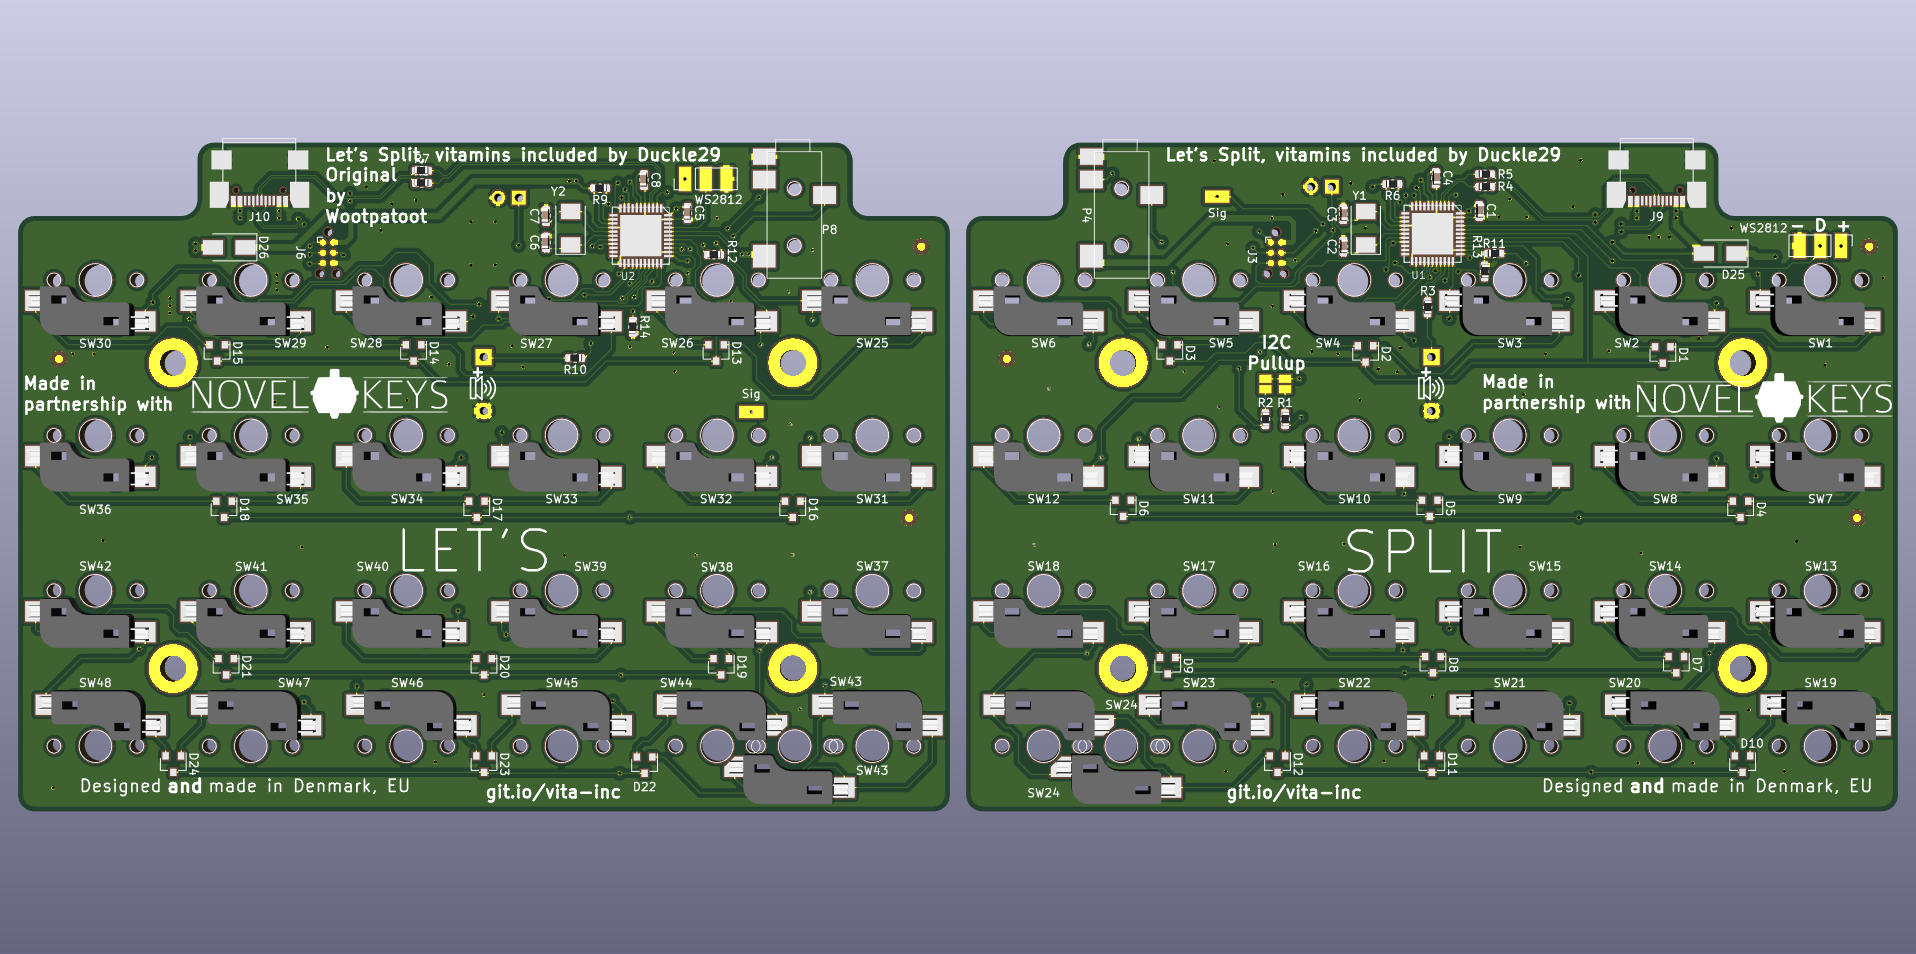 Let's Split, vitamins included by Duckle29
Original
by
Wootpatoot
R7
J10
D26
J6
Y2
C7
C6
R9
C8
C5
WS2812
P8
U2
R12
R14
R10
SW30
SW29
SW28
SW27
SW26
SW25
D15
D14
D13
Made in
partnership with
NOVEL KEYS
+
Sig
SW36
SW35
SW34
SW33
SW32
SW31
D18
D17
D16
LET'S
SW42
SW41
SW40
SW39
SW38
SW37
D21
D20
D19
SW48
SW47
SW46
SW45
SW44
SW43
D24
D23
D22
SW43
Designed and made in Denmark, EU
git.io/vita-inc
Let's Split, vitamins included by Duckle29
P4
Sig
J3
Y1
C3
C2
R6
C4
R5
R4
C1
U1
R13
R11
R3
J9
WS2812
- D +
D25
SW6
SW5
SW4
SW3
SW2
SW1
D3
D2
D1
I2C
Pullup
R2
R1
+
Made in
partnership with
NOVEL KEYS
SW12
SW11
SW10
SW9
SW8
SW7
D6
D5
D4
SPLIT
SW18
SW17
SW16
SW15
SW14
SW13
D9
D8
D7
SW24
SW23
SW22
SW21
SW20
SW19
D12
D11
D10
SW24
git.io/vita-inc
Designed and made in Denmark, EU